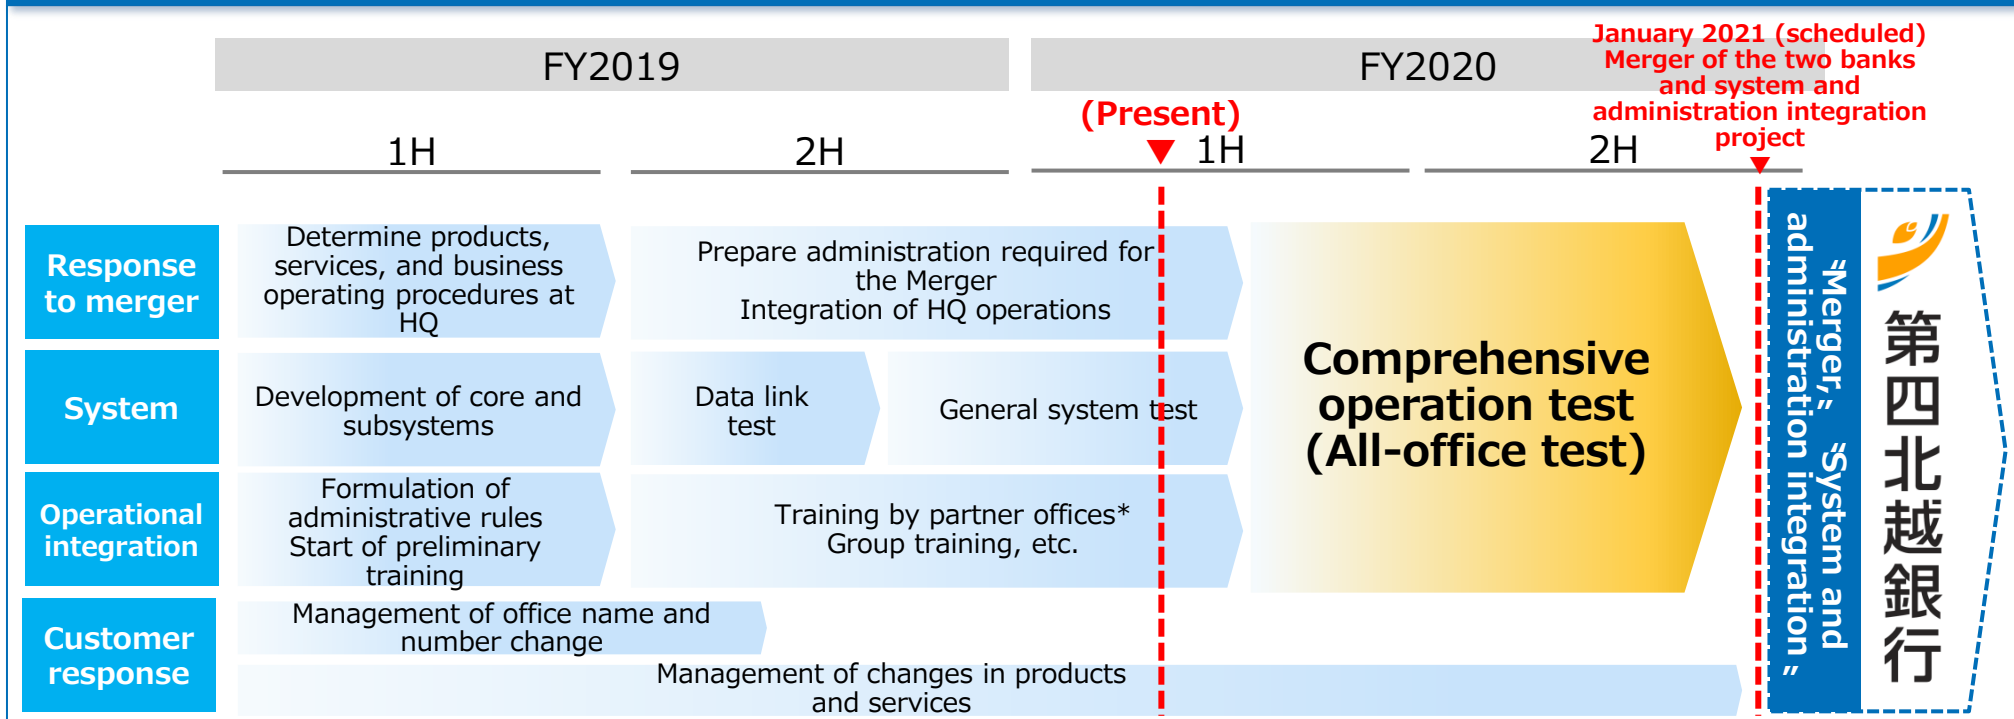 FY2019
FY2020
January 2021 (scheduled)
Merger of the two banks
and system and
administration integration
project
(Present)
1H
2H
1H
2H
Response
to merger
Determine products,
services, and business
operating procedures at
HQ
Prepare administration required for
the Merger
Integration of HQ operations
System
Development of core and
subsystems
Data link
test
General system test
Operational
integration
Formulation of
administrative rules
Start of preliminary
training
Training by partner offices*
Group training, etc.
Comprehensive
operation test
(All-office test)
Customer
response
Management of office name and
number change
Management of changes in products
and services
“Merger,” “System and
administration integration”
第四北越銀行